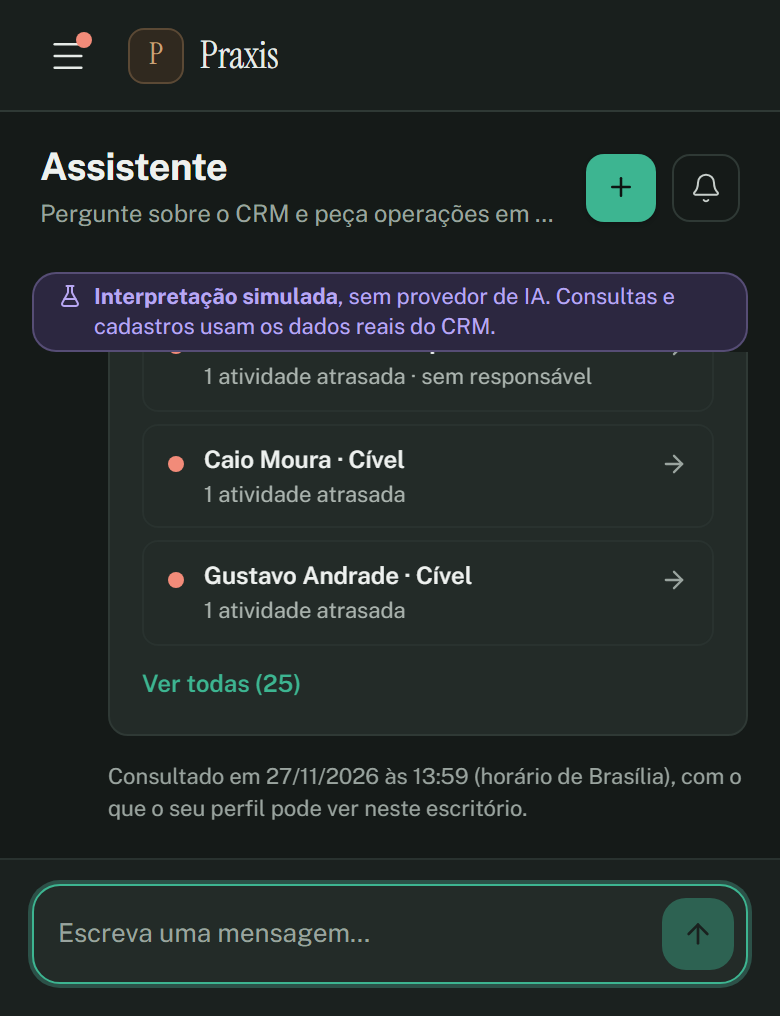 P Praxis
Assistente
Pergunte sobre o CRM e peça operações em ...
Interpretação simulada, sem provedor de IA. Consultas e
cadastros usam os dados reais do CRM.
1 atividade atrasada · sem responsável
Caio Moura · Cível
1 atividade atrasada
Gustavo Andrade · Cível
1 atividade atrasada
Ver todas (25)
Consultado em 27/11/2026 às 13:59 (horário de Brasília), com o
que o seu perfil pode ver neste escritório.
Escreva uma mensagem...